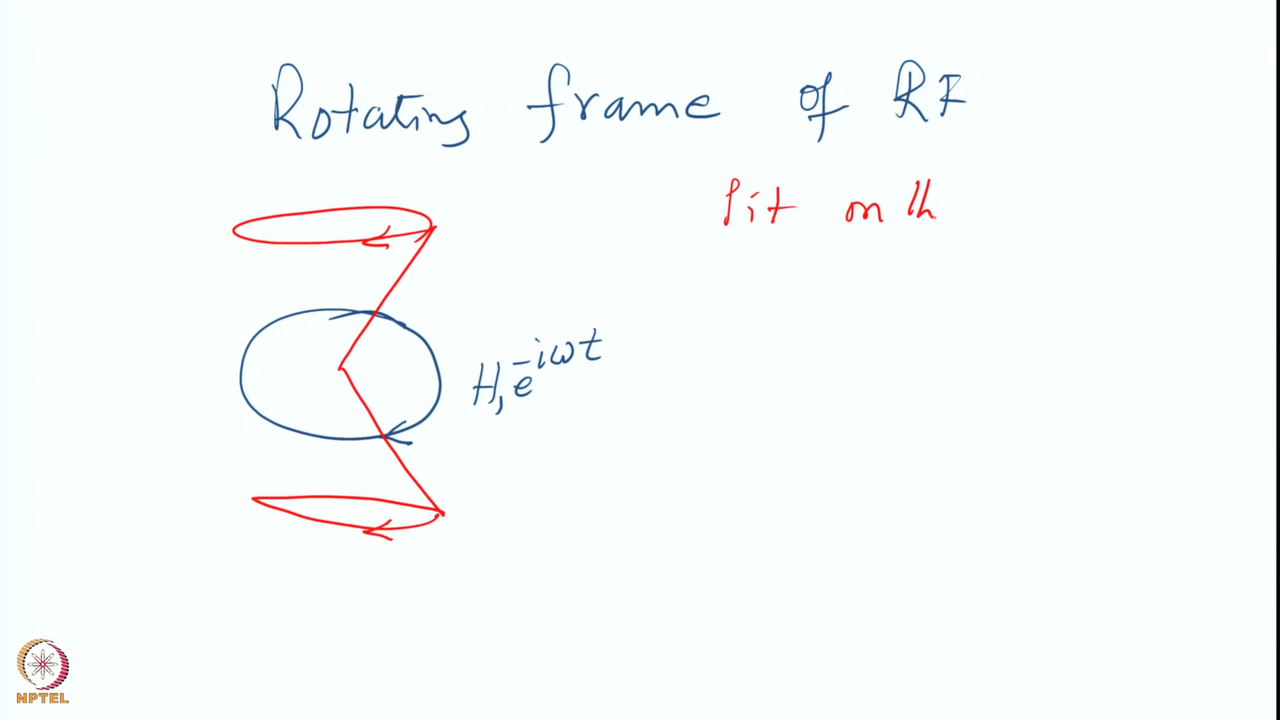 Rotating frame of RF
Sit on th
H₁e^{-iωt}
NPTEL